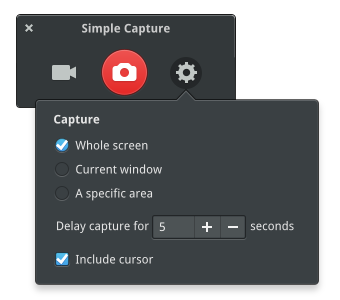 Simple Capture
Capture
Whole screen
Current window
A specific area
Delay capture for 5 seconds
Include cursor